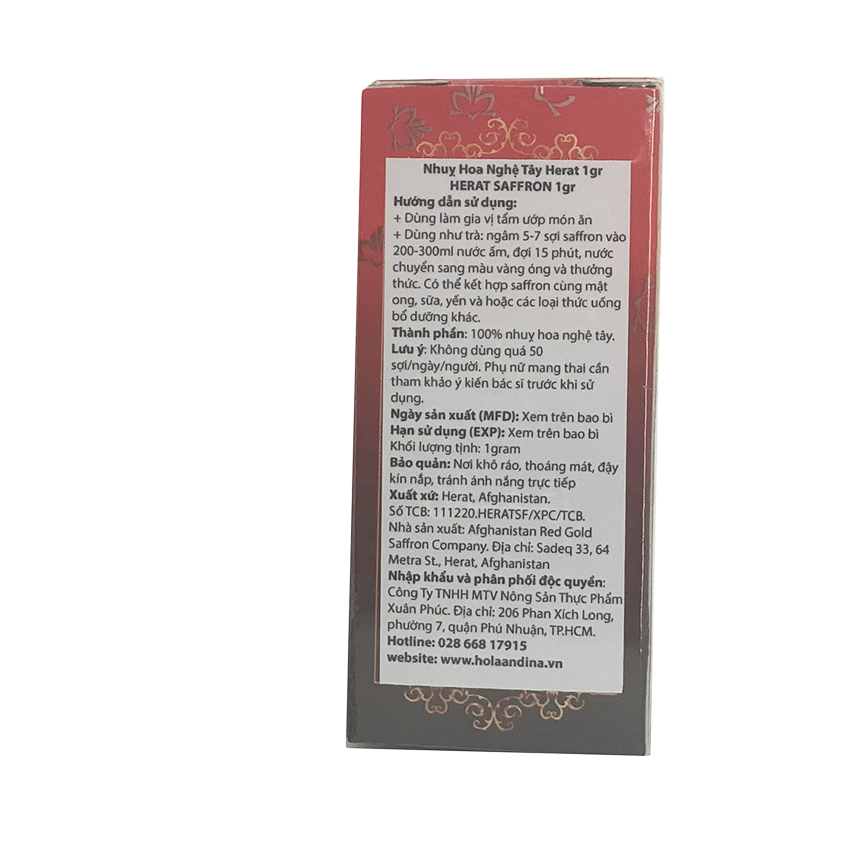 Nhuỵ Hoa Nghệ Tây Herat 1gr
HERAT SAFFRON 1gr
Hướng dẫn sử dụng:
+ Dùng làm gia vị tẩm ướp món ăn
+ Dùng như trà: ngâm 5-7 sợi saffron vào
200-300ml nước ấm, đợi 15 phút, nước
chuyển sang màu vàng óng và thưởng
thức. Có thể kết hợp saffron cùng mật
ong, sữa, yến và hoặc các loại thức uống
bổ dưỡng khác.
Thành phần: 100% nhuỵ hoa nghệ tây.
Lưu ý: Không dùng quá 50
sợi/ngày/người. Phụ nữ mang thai cần
tham khảo ý kiến bác sĩ trước khi sử
dụng.
Ngày sản xuất (MFD): Xem trên bao bì
Hạn sử dụng (EXP): Xem trên bao bì
Khối lượng tịnh: 1gram
Bảo quản: Nơi khô ráo, thoáng mát, đậy
kín nắp, tránh ánh nắng trực tiếp
Xuất xứ: Herat, Afghanistan.
Số TCB: 111220.HERATSF/XPC/TCB.
Nhà sản xuất: Afghanistan Red Gold
Saffron Company. Địa chỉ: Sadeq 33, 64
Metra St., Herat, Afghanistan
Nhập khẩu và phân phối độc quyền:
Công Ty TNHH MTV Nông Sản Thực Phẩm
Xuân Phúc. Địa chỉ: 206 Phan Xích Long,
phường 7, quận Phú Nhuận, TP.HCM.
Hotline: 028 668 17915
website: www.holaandina.vn